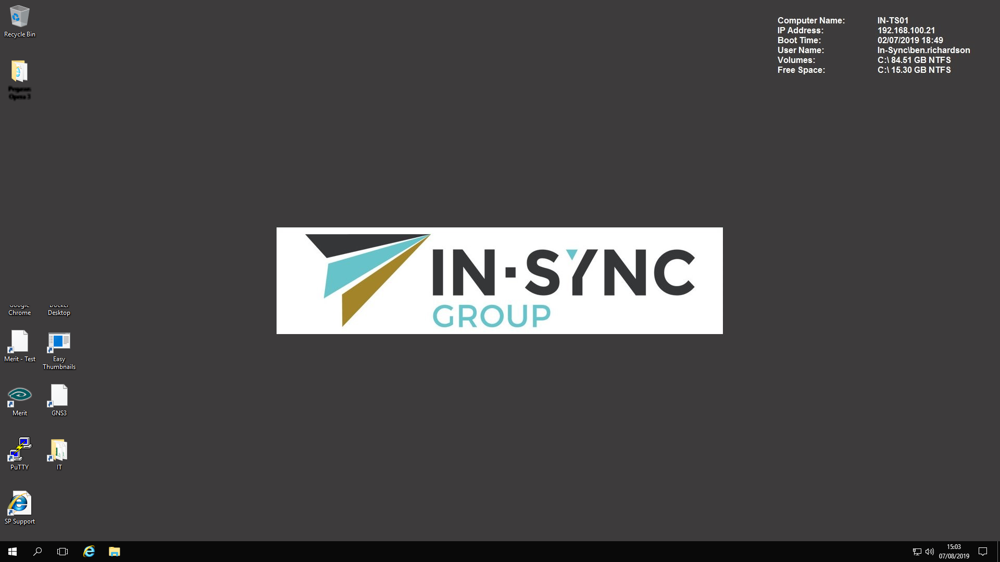 Recycle Bin
Pegasus
Opera 3
Google
Chrome
Docker
Desktop
Merit - Test
Easy
Thumbnails
Merit
GNS3
PuTTY
IT
SP Support
Computer Name: IN-TS01
IP Address: 192.168.100.21
Boot Time: 02/07/2019 18:49
User Name: In-Sync\ben.richardson
Volumes: C:\ 84.51 GB NTFS
Free Space: C:\ 15.30 GB NTFS
IN·SYNC
GROUP
15:03
07/08/2019